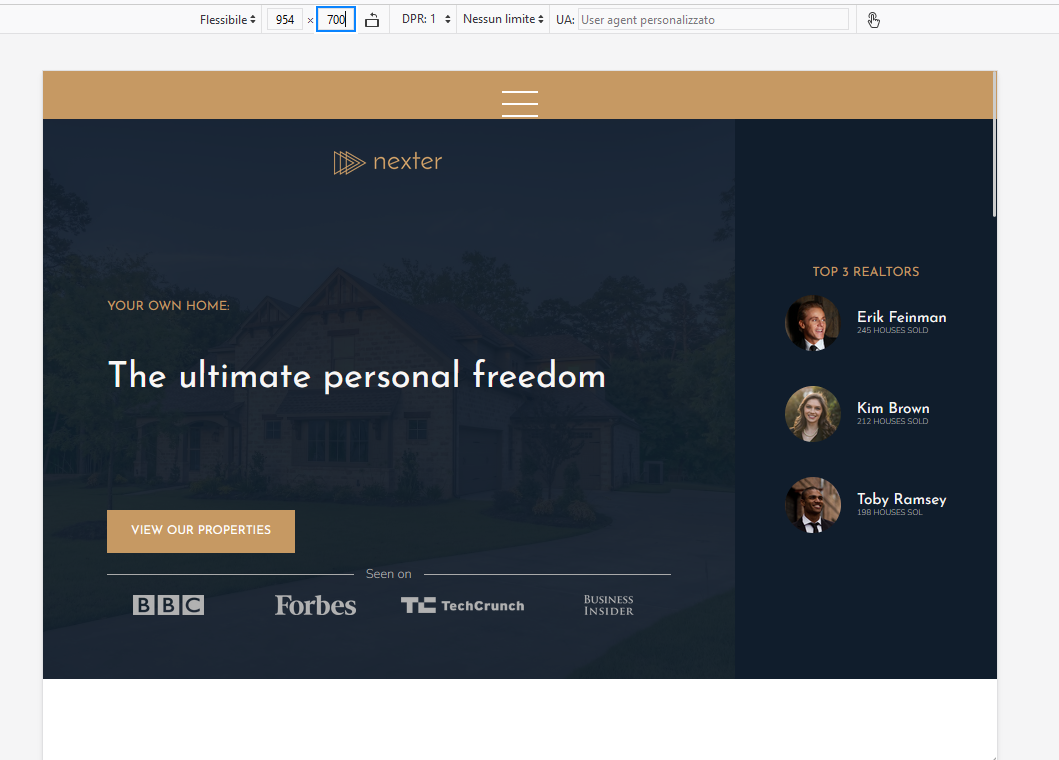 Flessibile 954 × 700 DPR: 1 Nessun limite UA: User agent personalizzato
nexter
YOUR OWN HOME:
The ultimate personal freedom
VIEW OUR PROPERTIES
Seen on
BBC Forbes TC TechCrunch BUSINESS INSIDER
TOP 3 REALTORS
Erik Feinman
245 HOUSES SOLD
Kim Brown
212 HOUSES SOLD
Toby Ramsey
198 HOUSES SOL